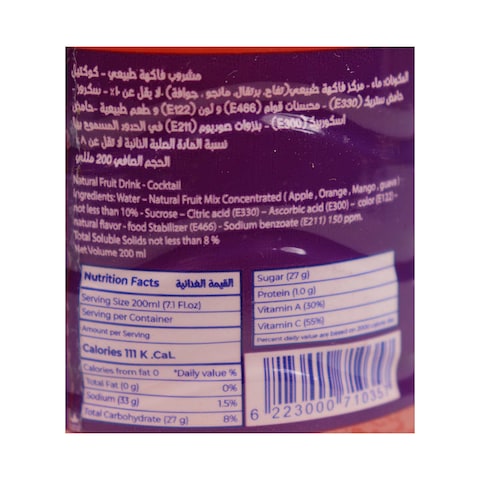 مشروب فاكهة طبيعي - كوكتيل
المكونات: ماء - مركز فاكهة طبيعي (تفاح، برتقال، مانجو ، جوافة) لا يقل عن ١٠٪ - سكروز -
حامض ستريك (E330) - محسنات قوام (E466) و لون (E122) و طعم طبيعية - حامض
اسكوربيك (E300) - بنزوات صوديوم (E211) في الحدود المسموح بها
نسبة المادة الصلبة الذائبة لا تقل عن ٨٪
الحجم الصافي 200 مللي
Natural Fruit Drink - Cocktail
Ingredients: Water – Natural Fruit Mix Concentrated ( Apple , Orange , Mango , guava )
not less than 10% - Sucrose – Citric acid (E330) – Ascorbic acid (E300) – color (E122) –
natural flavor - food Stabilizer (E466) - Sodium benzoate (E211) 150 ppm.
Total Soluble Solids not less than 8 %
Net Volume 200 ml
Nutrition Facts القيمة الغذائية
Serving Size 200ml (7.1 Fl.oz)
Serving per Container
Amount per Serving
Calories 111 K .CaL
Calories from fat 0 *Daily value %
Total Fat (0 g) 0%
Sodium (33 g) 1.5%
Total Carbohydrate (27 g) 8%
Sugar (27 g)
Protein (1.0 g)
Vitamin A (30%)
Vitamin C (55%)
Percent daily value are based on 2000 calorie
6 223000 71035